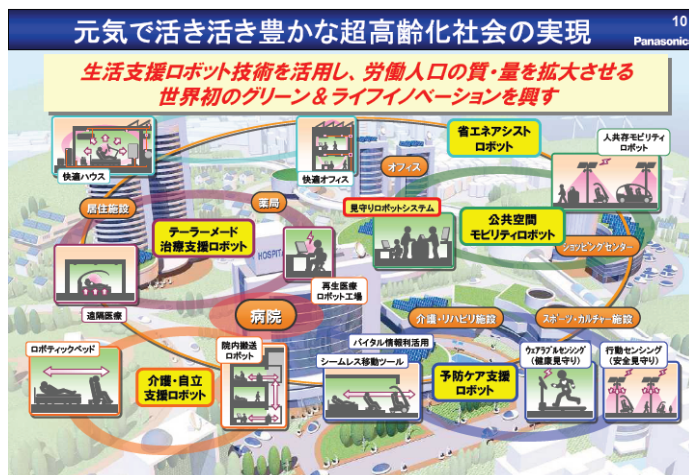 元気で活き活き豊かな超高齢化社会の実現
10
Panasonic
生活支援ロボット技術を活用し、労働人口の質・量を拡大させる
世界初のグリーン＆ライフイノベーションを興す
快適ハウス
快適オフィス
オフィス
省エネアシスト
ロボット
人共存モビリティ
ロボット
居住施設
薬局
テーラーメード
治療支援ロボット
見守りロボットシステム
公共空間
モビリティロボット
ショッピングセンター
HOSPITAL
遠隔医療
再生医療
ロボット工場
病院
介護・リハビリ施設
スポーツ・カルチャー施設
ロボティックベッド
介護・自立
支援ロボット
院内搬送
ロボット
バイタル情報利活用
シームレス移動ツール
予防ケア支援
ロボット
ウェアラブルセンシング
（健康見守り）
行動センシング
（安全見守り）